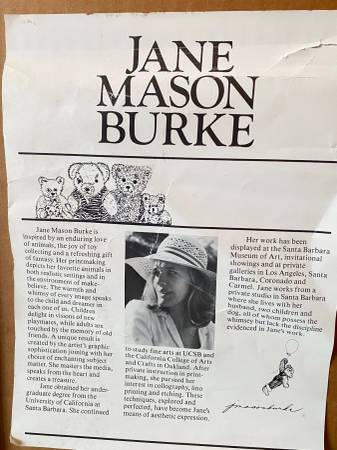 JANE
MASON
BURKE
Jane Mason Burke is
inspired by an enduring love
of animals, the joy of toy
collecting and a refreshing gift
of fantasy. Her printmaking
depicts her favorite animals in
both realistic settings and in
the environment of make-
believe. The warmth and
whimsy of every image speaks
to the child and dreamer in
each one of us. Children
delight in visions of new
playmates, while adults are
touched by the memory of old
friends. A unique result is
created by the artist's graphic
sophistication joining with her
choice of enchanting subject
matter. She masters the media,
speaks from the heart and
creates a treasure.
Jane obtained her under-
graduate degree from the
University of California at
Santa Barbara. She continued
to study fine arts at UCSB and
the California College of Arts
and Crafts in Oakland. After
private instruction in print-
making, she pursued her
interest in collography, lino
printing and etching. These
techniques, explored and
perfected, have become Jane's
means of aesthetic expression.
Her work has been
displayed at the Santa Barbara
Museum of Art, invitational
showings and at private
galleries in Los Angeles, Santa
Barbara, Coronado and
Carmel. Jane works from a
private studio in Santa Barbara
where she lives with her
husband, two children and
dog, all of whom possess the
whimsey but lack the discipline
evidenced in Jane's work.